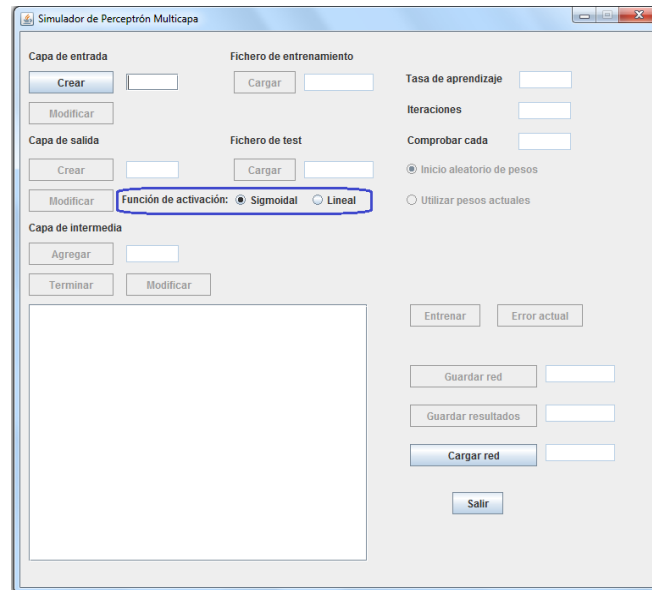 Simulador de Perceptrón Multicapa
Capa de entrada
Fichero de entrenamiento
Crear
Cargar
Tasa de aprendizaje
Modificar
Iteraciones
Capa de salida
Fichero de test
Comprobar cada
Crear
Cargar
Inicio aleatorio de pesos
Modificar
Función de activación: Sigmoidal Lineal
Utilizar pesos actuales
Capa de intermedia
Agregar
Terminar
Modificar
Entrenar
Error actual
Guardar red
Guardar resultados
Cargar red
Salir